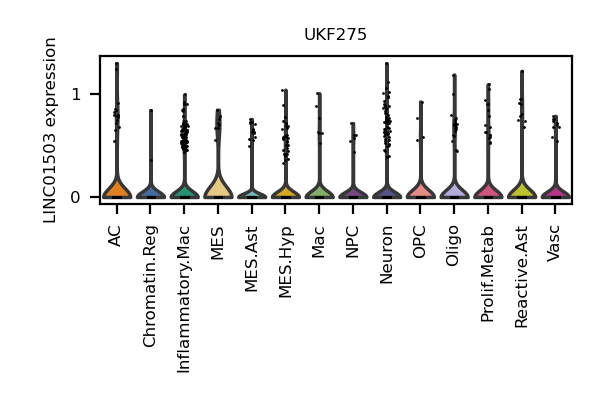 UKF275
LINC01503 expression
1
0
AC
Chromatin.Reg
Inflammatory.Mac
MES
MES.Ast
MES.Hyp
Mac
NPC
Neuron
OPC
Oligo
Prolif.Metab
Reactive.Ast
Vasc